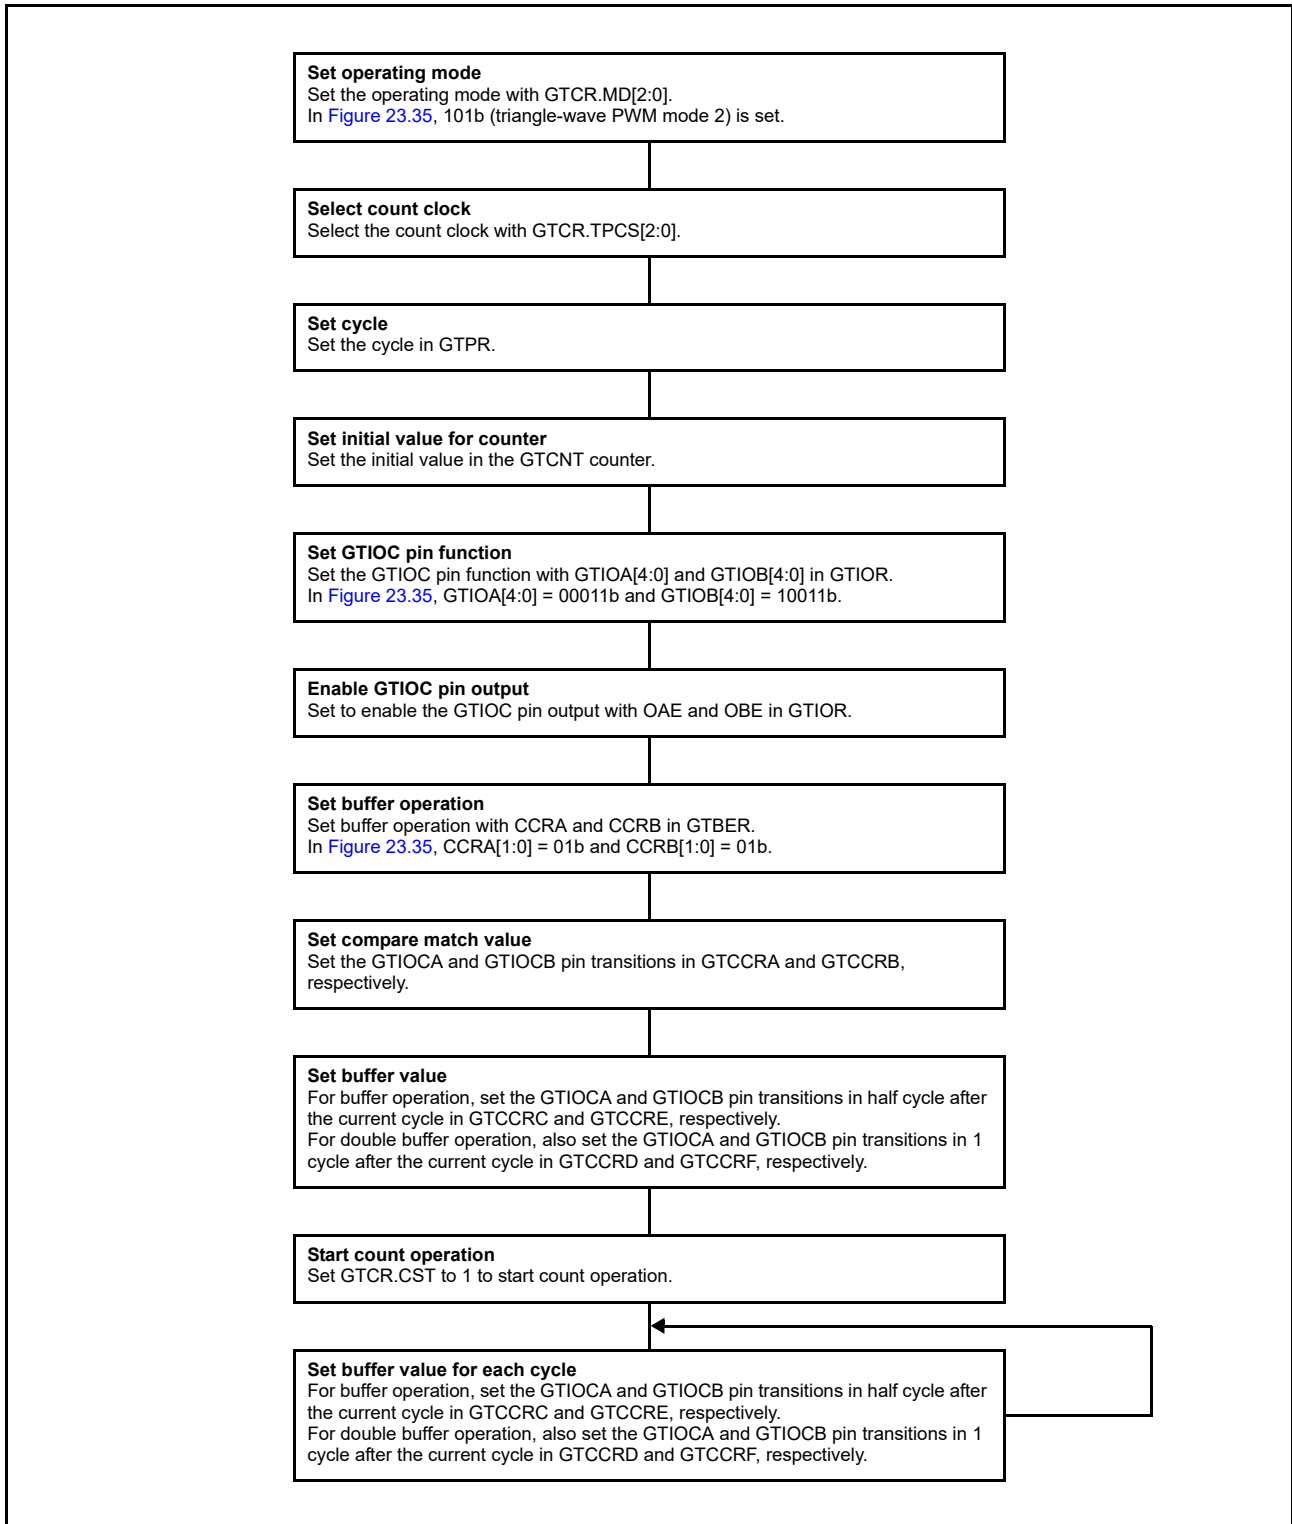 Set operating mode
Set the operating mode with GTCR.MD[2:0].
In Figure 23.35, 101b (triangle-wave PWM mode 2) is set.
Select count clock
Select the count clock with GTCR.TPCS[2:0].
Set cycle
Set the cycle in GTPR.
Set initial value for counter
Set the initial value in the GTCNT counter.
Set GTIOC pin function
Set the GTIOC pin function with GTIOA[4:0] and GTIOB[4:0] in GTIOR.
In Figure 23.35, GTIOA[4:0] = 00011b and GTIOB[4:0] = 10011b.
Enable GTIOC pin output
Set to enable the GTIOC pin output with OAE and OBE in GTIOR.
Set buffer operation
Set buffer operation with CCRA and CCRB in GTBER.
In Figure 23.35, CCRA[1:0] = 01b and CCRB[1:0] = 01b.
Set compare match value
Set the GTIOCA and GTIOCB pin transitions in GTCCRA and GTCCRB,
respectively.
Set buffer value
For buffer operation, set the GTIOCA and GTIOCB pin transitions in half cycle after
the current cycle in GTCCRC and GTCCRE, respectively.
For double buffer operation, also set the GTIOCA and GTIOCB pin transitions in 1
cycle after the current cycle in GTCCRD and GTCCRF, respectively.
Start count operation
Set GTCR.CST to 1 to start count operation.
Set buffer value for each cycle
For buffer operation, set the GTIOCA and GTIOCB pin transitions in half cycle after
the current cycle in GTCCRC and GTCCRE, respectively.
For double buffer operation, also set the GTIOCA and GTIOCB pin transitions in 1
cycle after the current cycle in GTCCRD and GTCCRF, respectively.